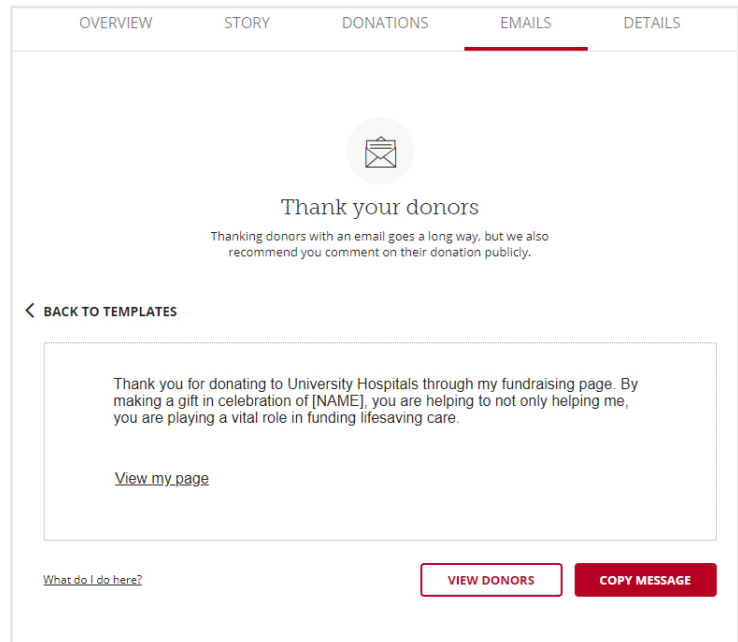 OVERVIEW STORY DONATIONS EMAILS DETAILS
Thank your donors
Thanking donors with an email goes a long way, but we also
recommend you comment on their donation publicly.
BACK TO TEMPLATES
Thank you for donating to University Hospitals through my fundraising page. By
making a gift in celebration of [NAME], you are helping to not only helping me,
you are playing a vital role in funding lifesaving care.
View my page
What do I do here? VIEW DONORS COPY MESSAGE